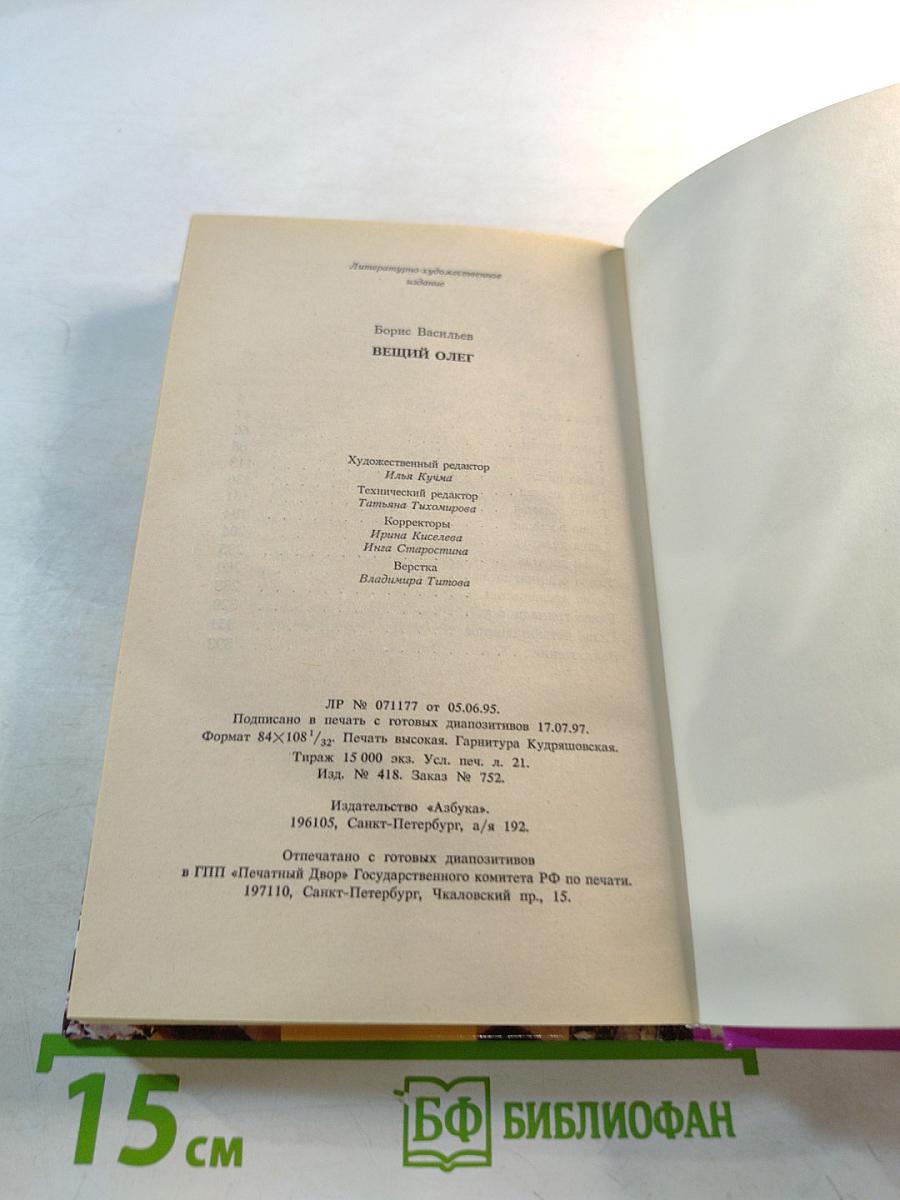 Литературно-художественное
издание
Борис Васильев
ВЕЩИЙ ОЛЕГ
Художественный редактор
Илья Кучма
Технический редактор
Татьяна Тихомирова
Корректоры
Ирина Киселева
Инга Старостина
Верстка
Владимира Титова
ЛР № 071177 от 05.06.95.
Подписано в печать с готовых диапозитивов 17.07.97.
Формат 84×108 1/32. Печать высокая. Гарнитура Кудряшовская.
Тираж 15 000 экз. Усл. печ. л. 21.
Изд. № 418. Заказ № 752.
Издательство «Азбука».
196105, Санкт-Петербург, а/я 192.
Отпечатано с готовых диапозитивов
в ГПП «Печатный Двор» Государственного комитета РФ по печати.
197110, Санкт-Петербург, Чкаловский пр., 15.
15 см
БФ БИБЛИОФАН